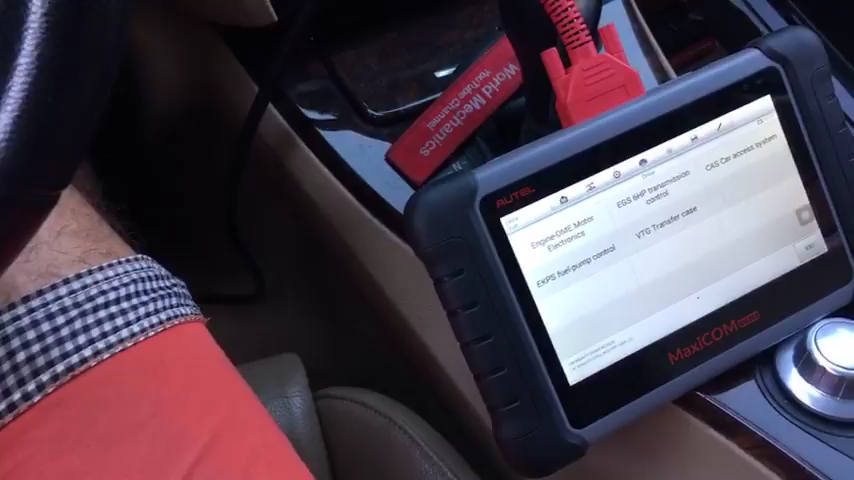 World Mechanics
YouTube Channel
AUTEL
Drive
Engine-DME Motor
Electronics
EGS 6HP transmission
control
CAS Car access system
EKPS fuel-pump control
VTG Transfer case
MaxiCOM